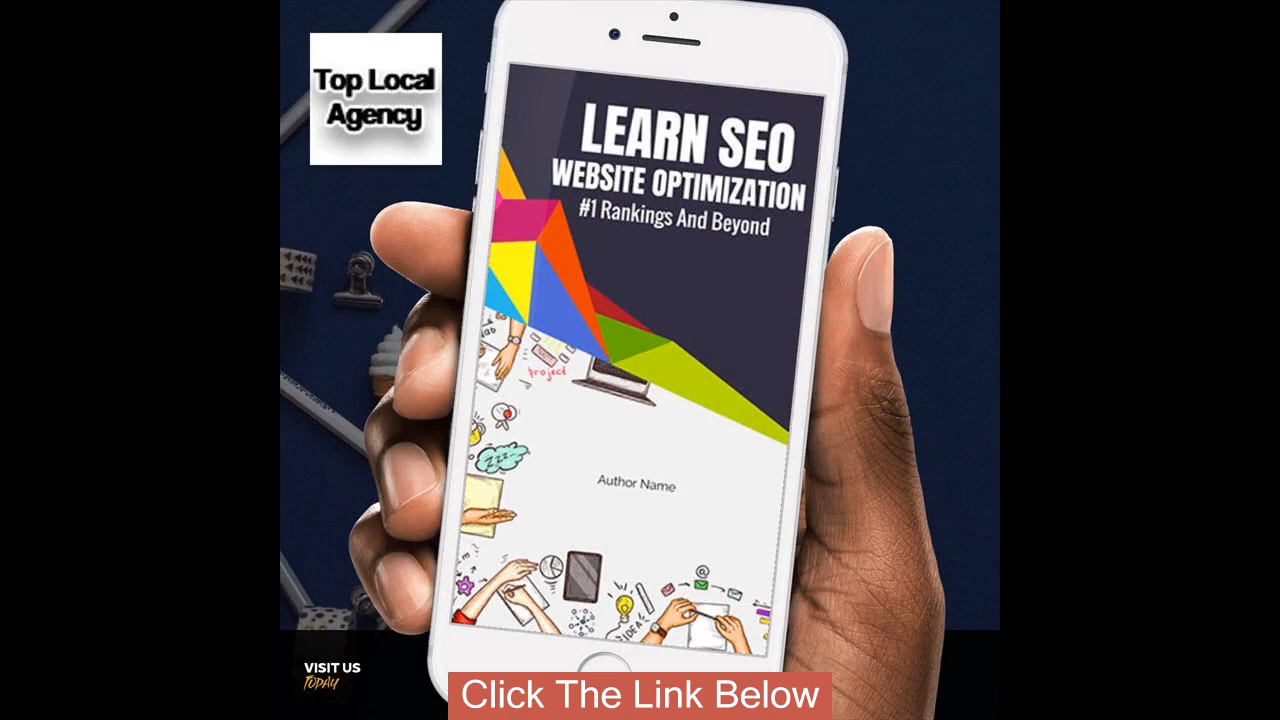 Top Local
Agency
LEARN SEO
WEBSITE OPTIMIZATION
#1 Rankings And Beyond
project
Author Name
@
IDEA
VISIT US
TODAY
Click The Link Below